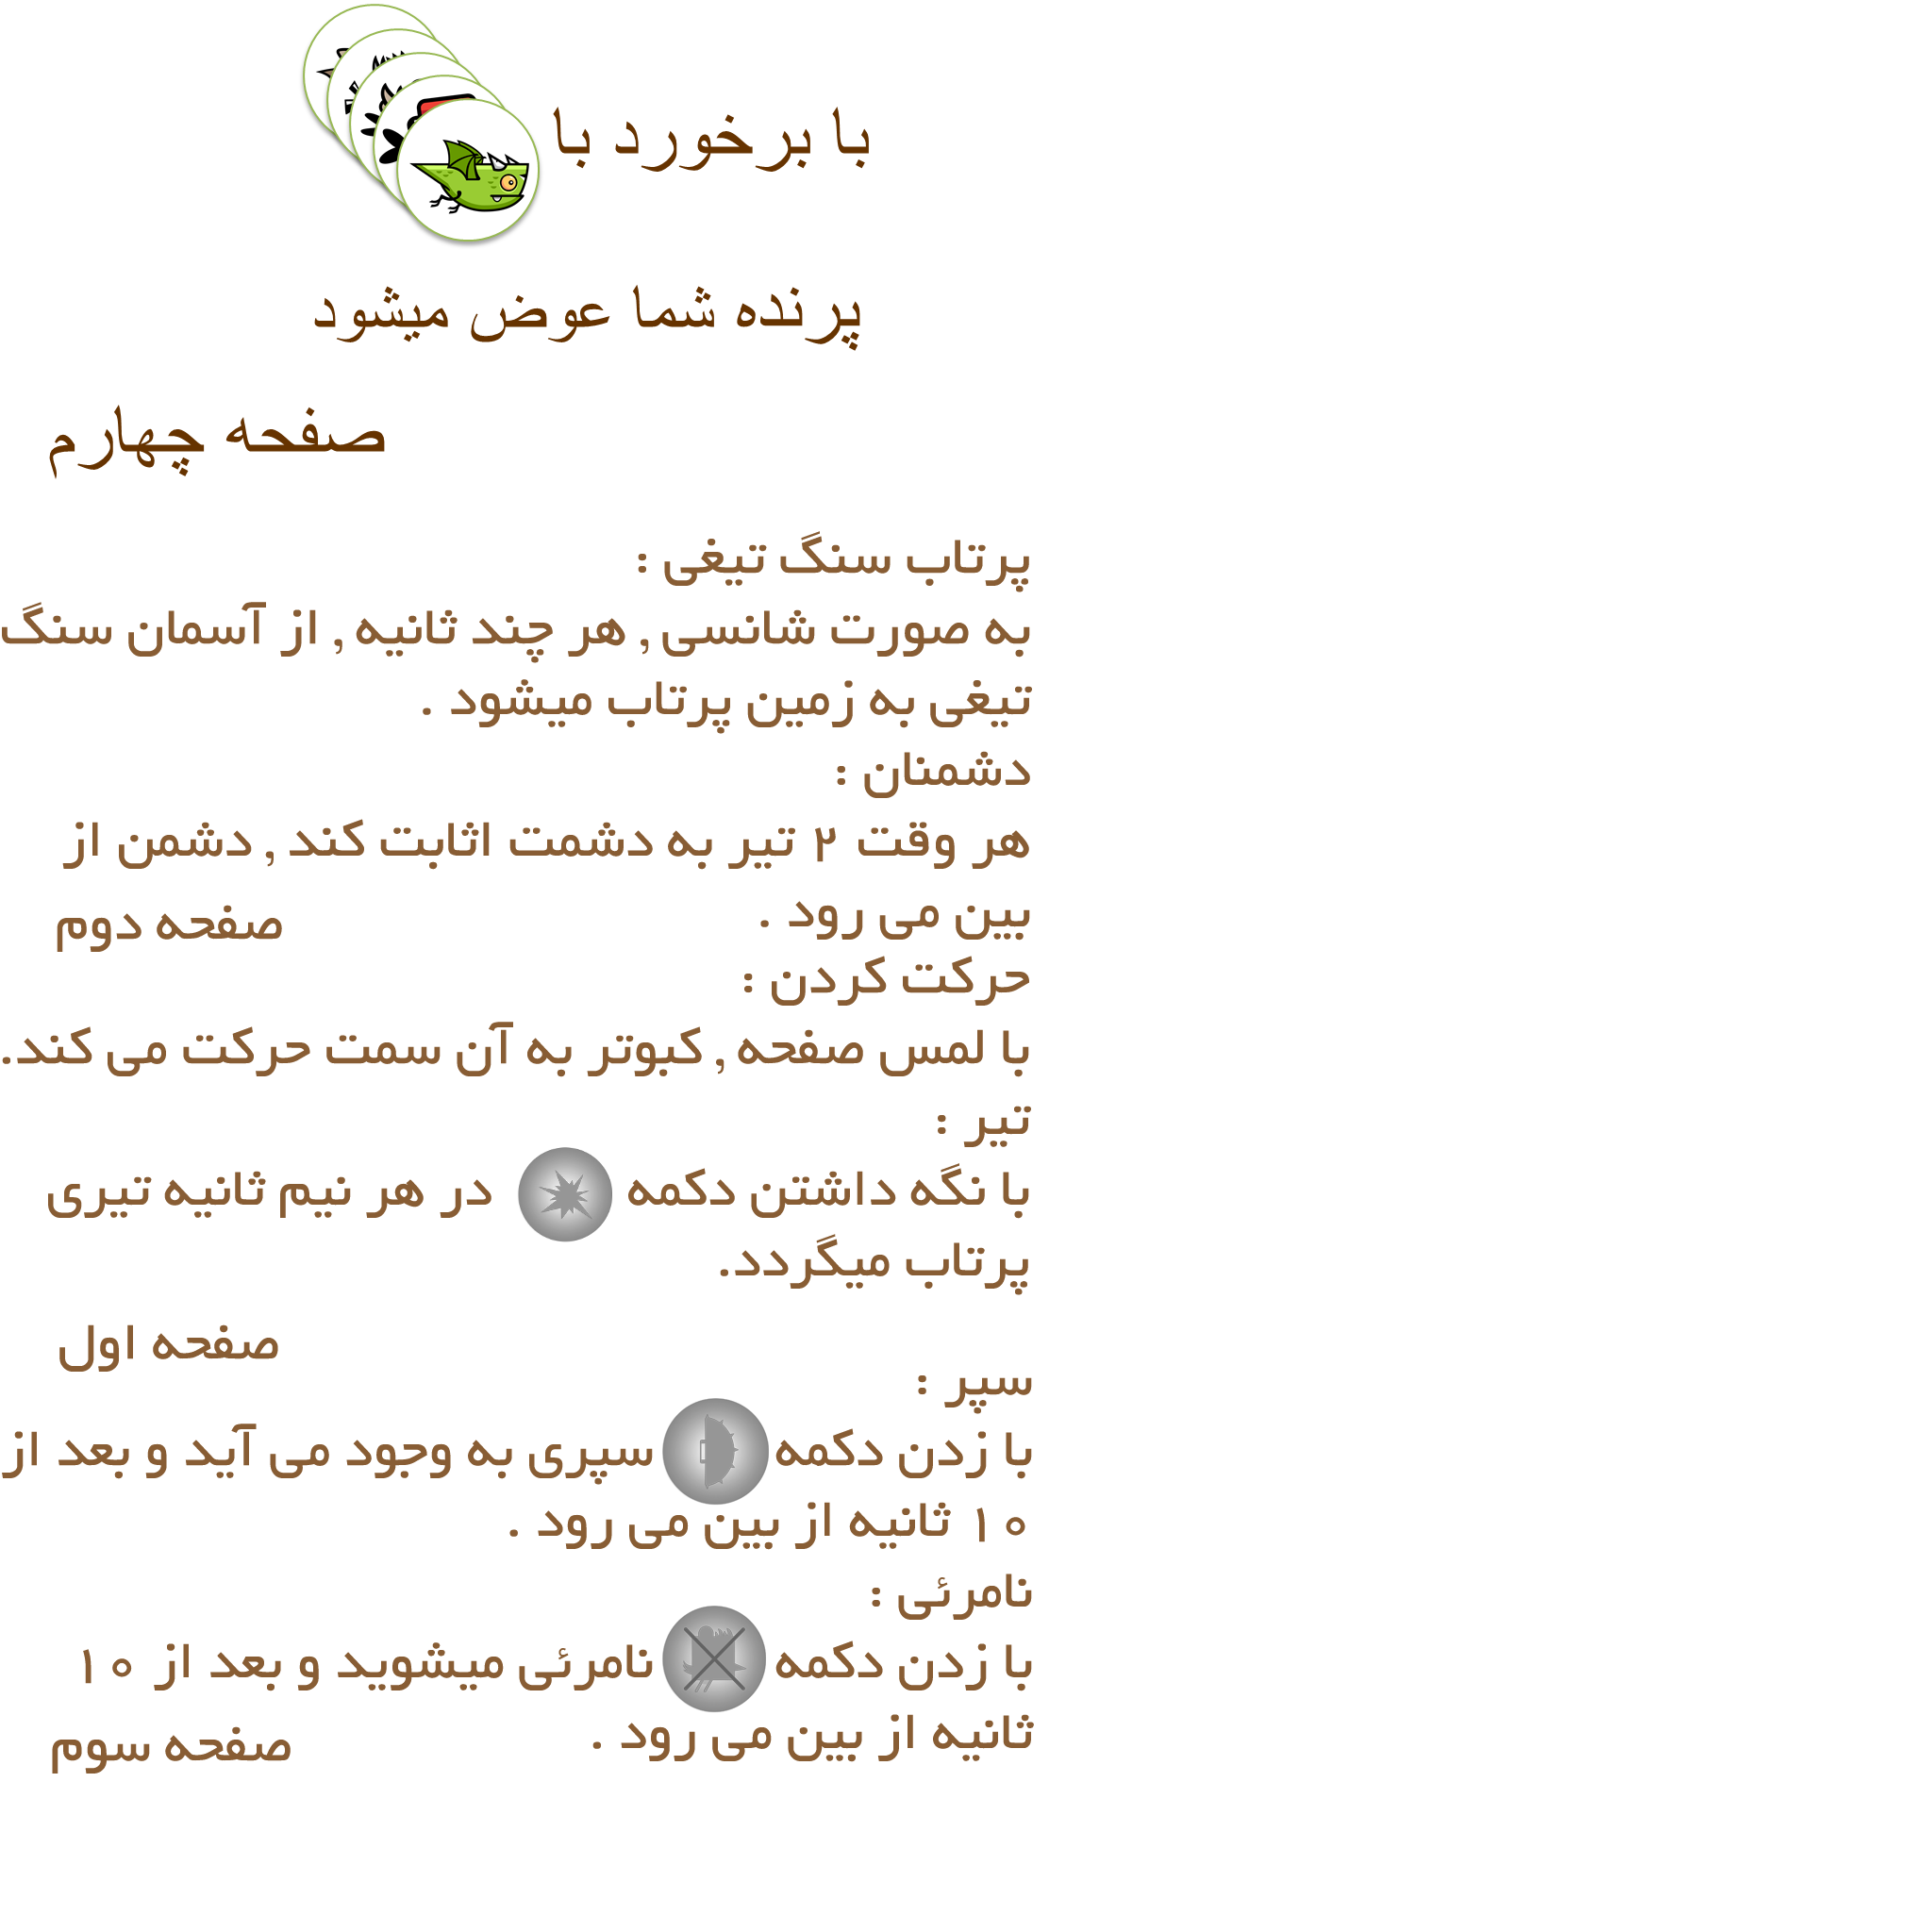 با برخورد با
پرنده شما عوض میشود
صفحه چهارم
پرتاب سنگ تیغی :
به صورت شانسی , هر چند ثانیه , از آسمان سنگ
تیغی به زمین پرتاب میشود .
دشمنان :
هر وقت ۲ تیر به دشمت اثابت کند , دشمن از
بین می رود .
صفحه دوم
حرکت کردن :
با لمس صفحه , کبوتر به آن سمت حرکت می کند.
تیر :
با نگه داشتن دکمه در هر نیم ثانیه تیری
پرتاب میگردد.
صفحه اول
سپر :
با زدن دکمه سپری به وجود می آید و بعد از
۱۰ ثانیه از بین می رود .
نامرئی :
با زدن دکمه نامرئی میشوید و بعد از ۱۰
ثانیه از بین می رود .
صفحه سوم